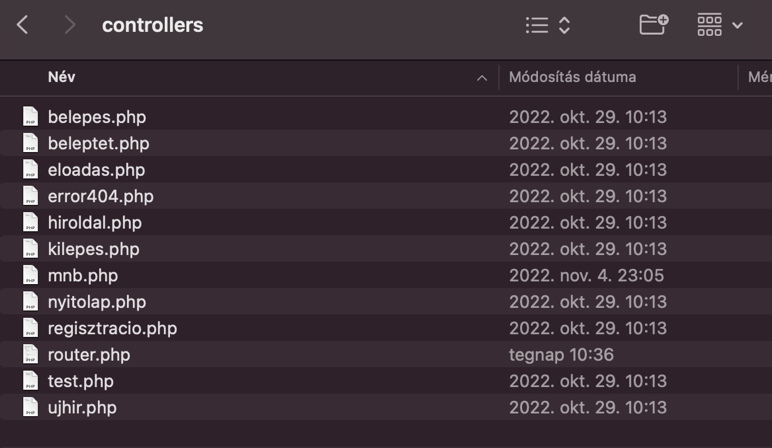 controllers
Név Módosítás dátuma Mér
belepes.php 2022. okt. 29. 10:13
beleptet.php 2022. okt. 29. 10:13
eloadas.php 2022. okt. 29. 10:13
error404.php 2022. okt. 29. 10:13
hiroldal.php 2022. okt. 29. 10:13
kilepes.php 2022. okt. 29. 10:13
mnb.php 2022. nov. 4. 23:05
nyitolap.php 2022. okt. 29. 10:13
regisztracio.php 2022. okt. 29. 10:13
router.php tegnap 10:36
test.php 2022. okt. 29. 10:13
ujhir.php 2022. okt. 29. 10:13